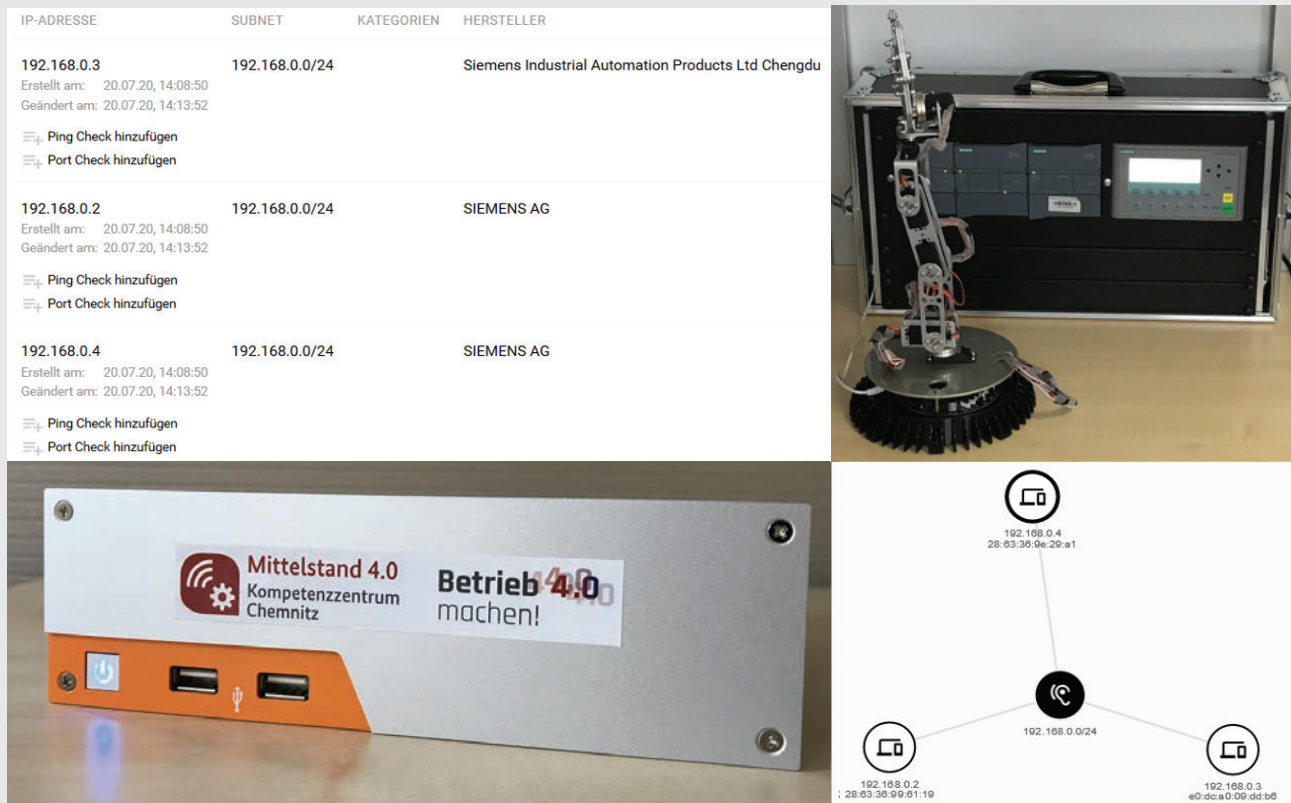 IP-ADRESSE SUBNET KATEGORIEN HERSTELLER
192.168.0.3 192.168.0.0/24 Siemens Industrial Automation Products Ltd Chengdu
Erstellt am: 20.07.20, 14:08:50
Geändert am: 20.07.20, 14:13:52
Ping Check hinzufügen
Port Check hinzufügen
192.168.0.2 192.168.0.0/24 SIEMENS AG
Erstellt am: 20.07.20, 14:08:50
Geändert am: 20.07.20, 14:13:52
Ping Check hinzufügen
Port Check hinzufügen
192.168.0.4 192.168.0.0/24 SIEMENS AG
Erstellt am: 20.07.20, 14:08:50
Geändert am: 20.07.20, 14:13:52
Ping Check hinzufügen
Port Check hinzufügen
Mittelstand 4.0
Kompetenzzentrum
Chemnitz
Betrieb 4.0
machen!
192.168.0.4
28:63:36:9e:29:a1
192.168.0.0/24
192.168.0.2
28:63:36:99:61:19
192.168.0.3
e0:dc:a0:09:dd:b6